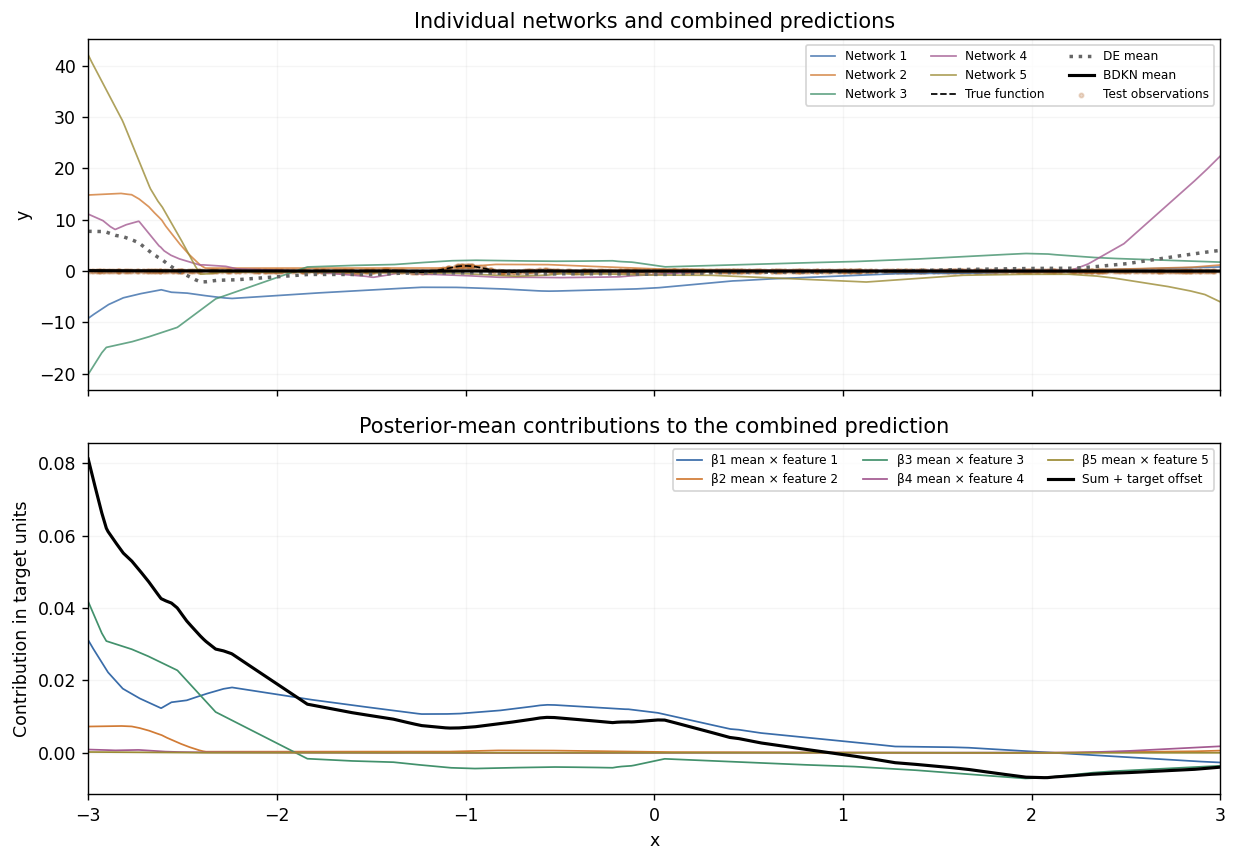 Individual networks and combined predictions
Network 1
Network 2
Network 3
Network 4
Network 5
True function
DE mean
BDKN mean
Test observations
y
40
30
20
10
0
−10
−20
Posterior-mean contributions to the combined prediction
β1 mean × feature 1
β2 mean × feature 2
β3 mean × feature 3
β4 mean × feature 4
β5 mean × feature 5
Sum + target offset
Contribution in target units
0.08
0.06
0.04
0.02
0.00
−3
−2
−1
0
1
2
3
x